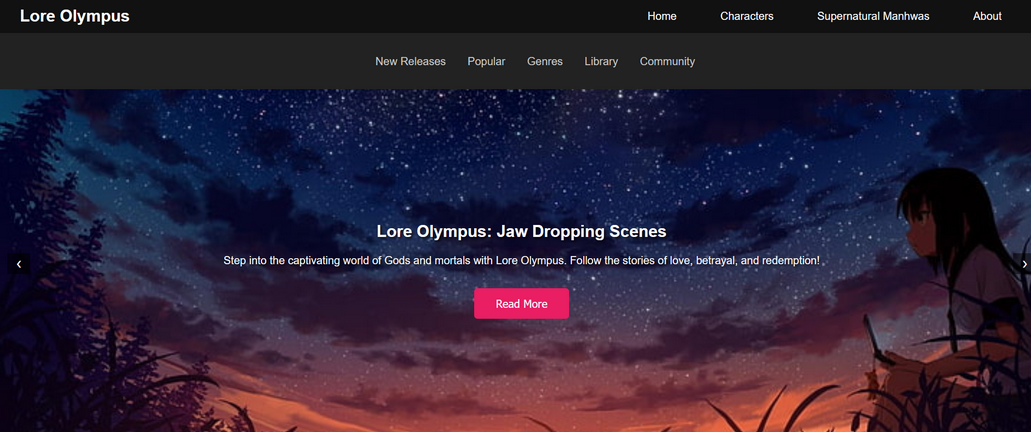 Lore Olympus
Home Characters Supernatural Manhwas About
New Releases Popular Genres Library Community
Lore Olympus: Jaw Dropping Scenes
Step into the captivating world of Gods and mortals with Lore Olympus. Follow the stories of love, betrayal, and redemption!
‹
›
Read More